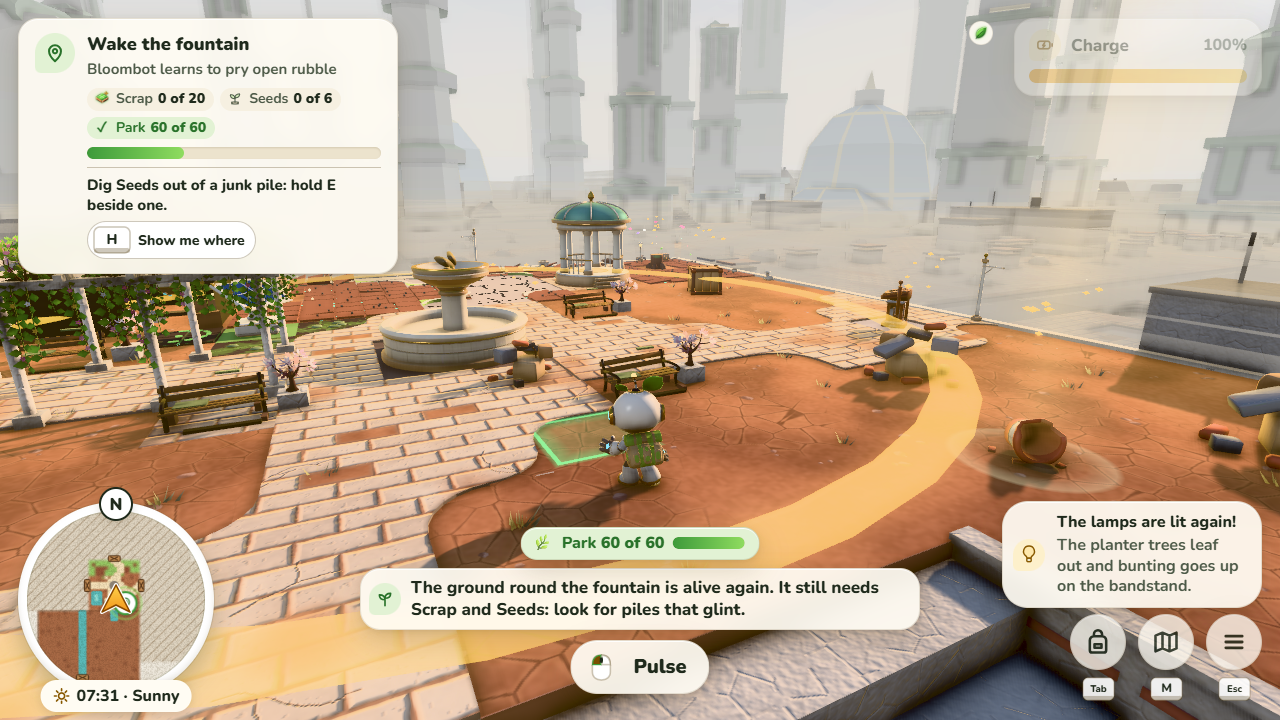 Wake the fountain
Bloombot learns to pry open rubble
Scrap 0 of 20
Seeds 0 of 6
Park 60 of 60
Dig Seeds out of a junk pile: hold E
beside one.
H Show me where
Charge 100%
N
07:31 · Sunny
Park 60 of 60
The ground round the fountain is alive again. It still needs
Scrap and Seeds: look for piles that glint.
Pulse
The lamps are lit again!
The planter trees leaf
out and bunting goes up
on the bandstand.
Tab
M
Esc